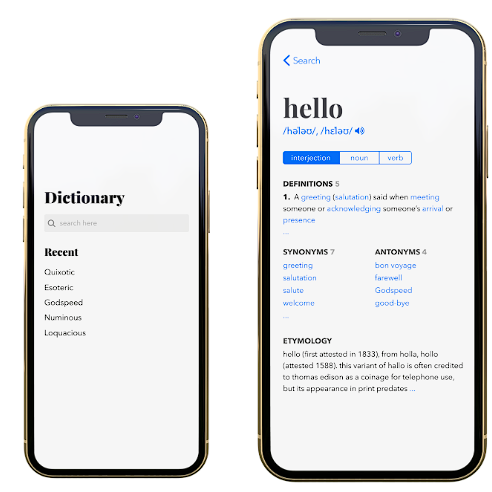 Dictionary
search here
Recent
Quixotic
Esoteric
Godspeed
Numinous
Loquacious
Search
hello
/həˈləʊ/, /hɛˈləʊ/
interjection noun verb
DEFINITIONS 5
1. A greeting (salutation) said when meeting
someone or acknowledging someone's arrival or
presence.
...
SYNONYMS 7
greeting
salutation
salute
welcome
...
ANTONYMS 4
bon voyage
farewell
Godspeed
good-bye
ETYMOLOGY
hello (first attested in 1833), from holla, hollo
(attested 1588). this variant of hallo is often credited
to thomas edison as a coinage for telephone use,
but its appearance in print predates ...